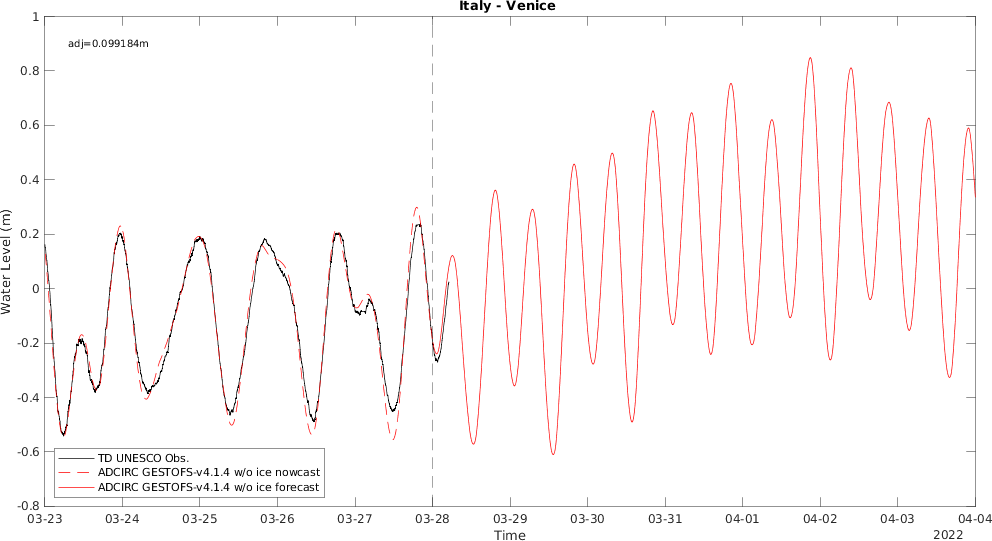 Italy - Venice
adj=0.099184m
Water Level (m)
1
0.8
0.6
0.4
0.2
0
-0.2
-0.4
-0.6
-0.8
TD UNESCO Obs.
ADCIRC GESTOFS-v4.1.4 w/o ice nowcast
ADCIRC GESTOFS-v4.1.4 w/o ice forecast
03-23 03-24 03-25 03-26 03-27 03-28 03-29 03-30 03-31 04-01 04-02 04-03 04-04
Time
2022